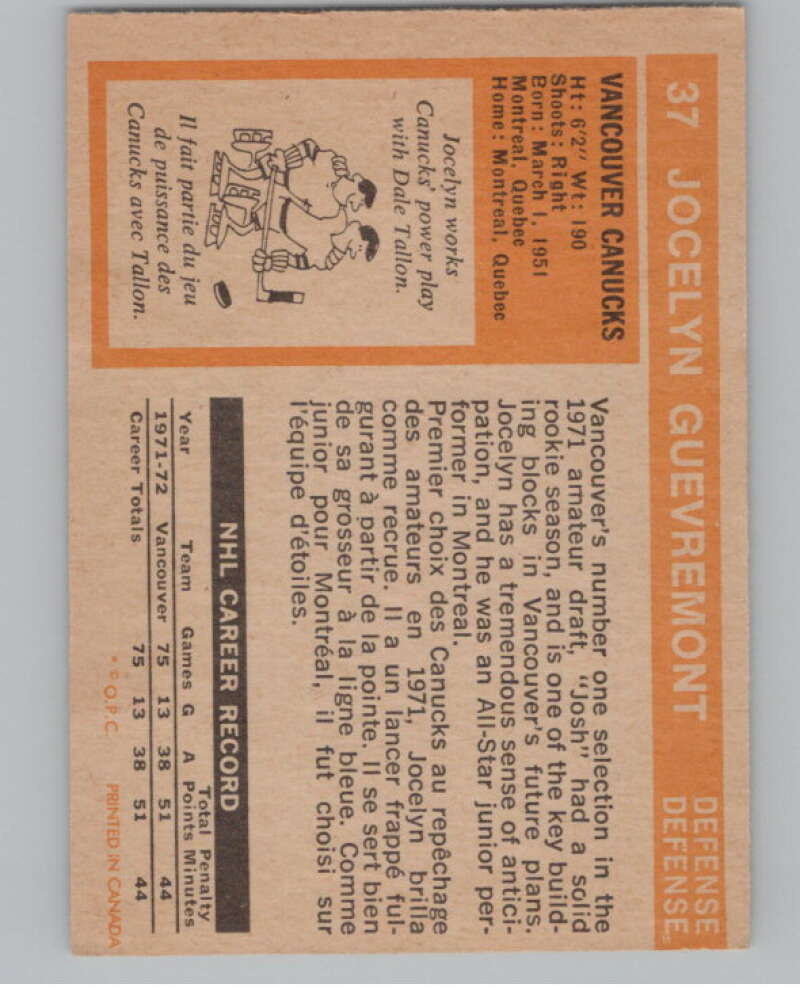 37 JOCELYN GUEVREMONT
DEFENSE
DEFENSE
VANCOUVER CANUCKS
Ht: 6'2" Wt: 190
Shoots: Right
Born: March 1, 1951
Montreal, Quebec
Home: Montreal, Quebec
Jocelyn works
Canucks' power play
with Dale Tallon.
Il fait partie du jeu
de puissance des
Canucks avec Tallon.
Vancouver's number one selection in the
1971 amateur draft, "Josh" had a solid
rookie season, and is one of the key build-
ing blocks in Vancouver's future plans.
Jocelyn has a tremendous sense of antici-
pation, and he was an All-Star junior per-
former in Montreal.
Premier choix des Canucks au repêchage
des amateurs en 1971, Jocelyn brilla
comme recrue. Il a un lancer frappé ful-
gurant à partir de la pointe. Il se sert bien
de sa grosseur à la ligne bleue. Comme
junior pour Montréal, il fut choisi sur
l'équipe d'étoiles.
NHL CAREER RECORD
Total Penalty
Year Team Games G A Points Minutes
1971-72 Vancouver 75 13 38 51 44
Career Totals 75 13 38 51 44
* © O.P.C. PRINTED IN CANADA